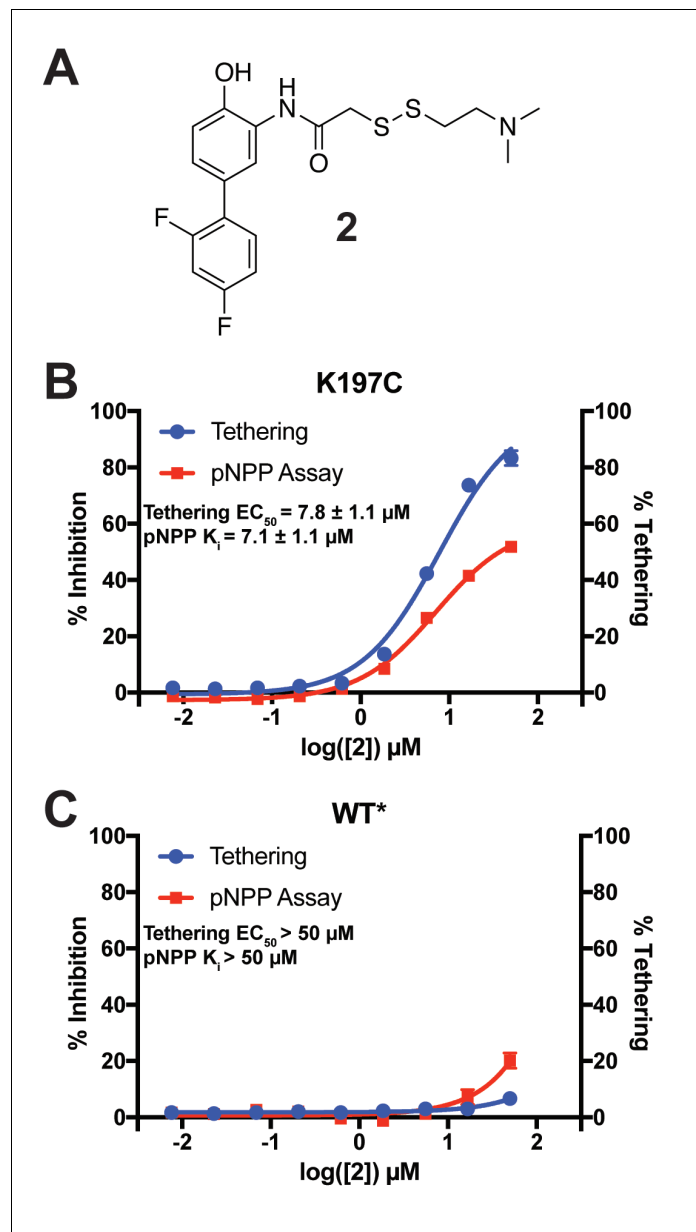 A
OH
H
N
O
S
S
N
F
F
2
B
K197C
Tethering
pNPP Assay
Tethering EC50 = 7.8 ± 1.1 µM
pNPP Ki = 7.1 ± 1.1 µM
% Inhibition
% Tethering
100
80
60
40
20
0
100
80
60
40
20
0
-2
-1
0
1
2
log([2]) µM
C
WT*
Tethering
pNPP Assay
Tethering EC50 > 50 µM
pNPP Ki > 50 µM
% Inhibition
% Tethering
100
80
60
40
20
0
100
80
60
40
20
0
-2
-1
0
1
2
log([2]) µM